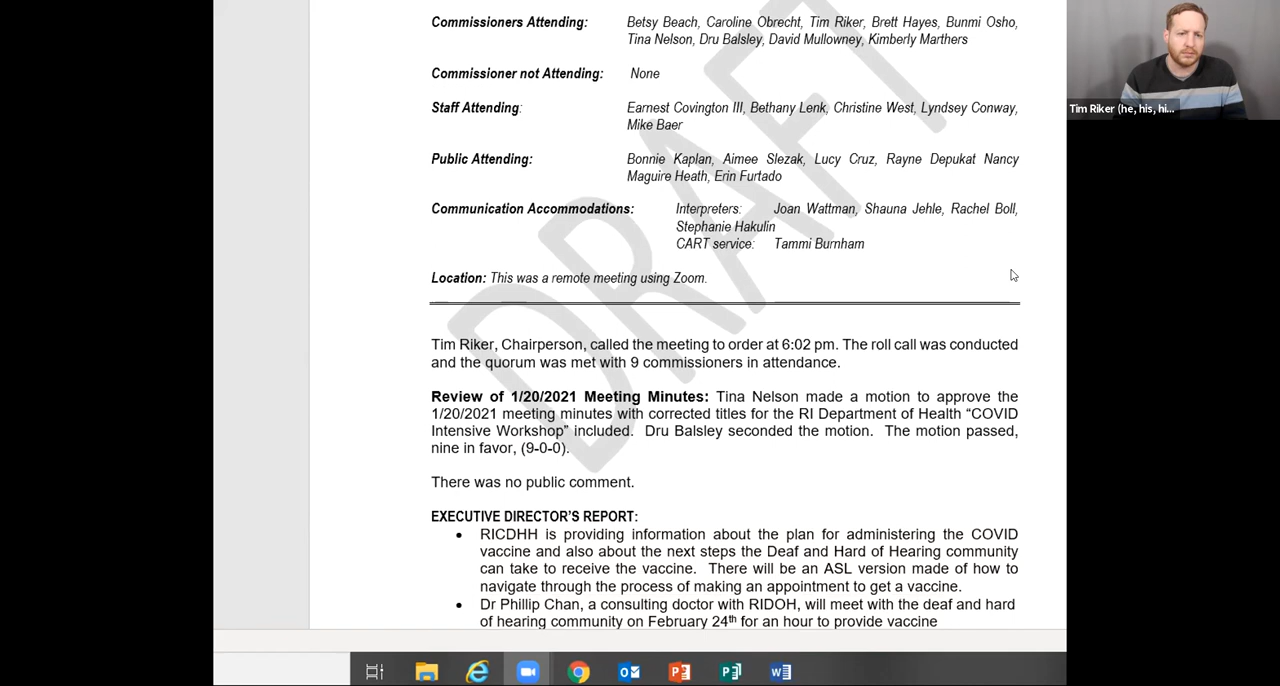 Commissioners Attending: Betsy Beach, Caroline Obrecht, Tim Riker, Brett Hayes, Bunmi Osho,
Tina Nelson, Dru Balsley, David Mullowney, Kimberly Marthers
Commissioner not Attending: None
Staff Attending: Earnest Covington III, Bethany Lenk, Christine West, Lyndsey Conway,
Mike Baer
Public Attending: Bonnie Kaplan, Aimee Slezak, Lucy Cruz, Rayne Depukat Nancy
Maguire Heath, Erin Furtado
Communication Accommodations: Interpreters: Joan Wattman, Shauna Jehle, Rachel Boll,
Stephanie Hakulin
CART service: Tammi Burnham
Location: This was a remote meeting using Zoom.
DRAFT
Tim Riker, Chairperson, called the meeting to order at 6:02 pm. The roll call was conducted
and the quorum was met with 9 commissioners in attendance.
Review of 1/20/2021 Meeting Minutes: Tina Nelson made a motion to approve the
1/20/2021 meeting minutes with corrected titles for the RI Department of Health “COVID
Intensive Workshop” included. Dru Balsley seconded the motion. The motion passed,
nine in favor, (9-0-0).
There was no public comment.
EXECUTIVE DIRECTOR’S REPORT:
• RICDHH is providing information about the plan for administering the COVID
vaccine and also about the next steps the Deaf and Hard of Hearing community
can take to receive the vaccine. There will be an ASL version made of how to
navigate through the process of making an appointment to get a vaccine.
• Dr Phillip Chan, a consulting doctor with RIDOH, will meet with the deaf and hard
of hearing community on February 24th for an hour to provide vaccine
Tim Riker (he, his, hi...